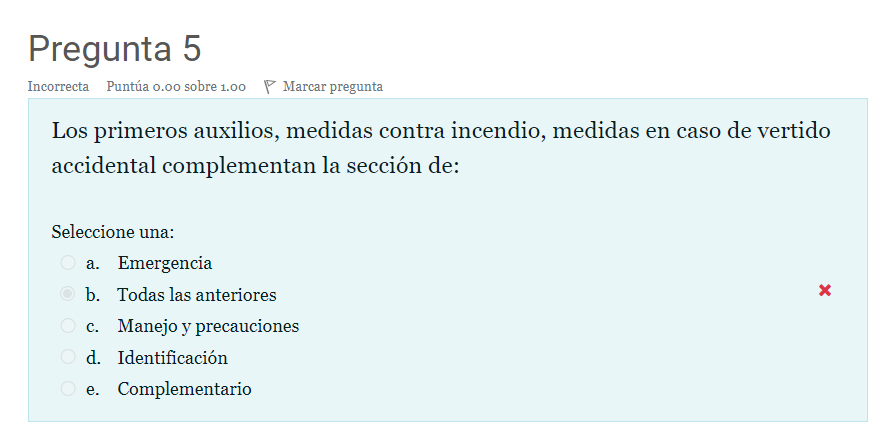 Pregunta 5
Incorrecta Puntúa 0.00 sobre 1.00 Marcar pregunta
Los primeros auxilios, medidas contra incendio, medidas en caso de vertido
accidental complementan la sección de:
Seleccione una:
a. Emergencia
b. Todas las anteriores
c. Manejo y precauciones
d. Identificación
e. Complementario